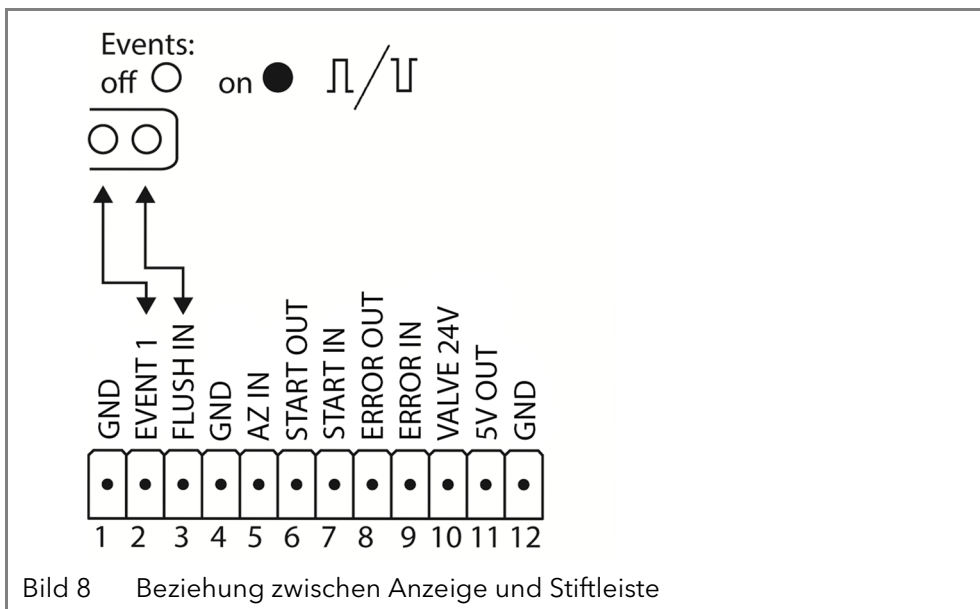 Events:
off on
GND
EVENT 1
FLUSH IN
GND
AZ IN
START OUT
START IN
ERROR OUT
ERROR IN
VALVE 24V
5V OUT
GND
1 2 3 4 5 6 7 8 9 10 11 12
Bild 8 Beziehung zwischen Anzeige und Stiftleiste